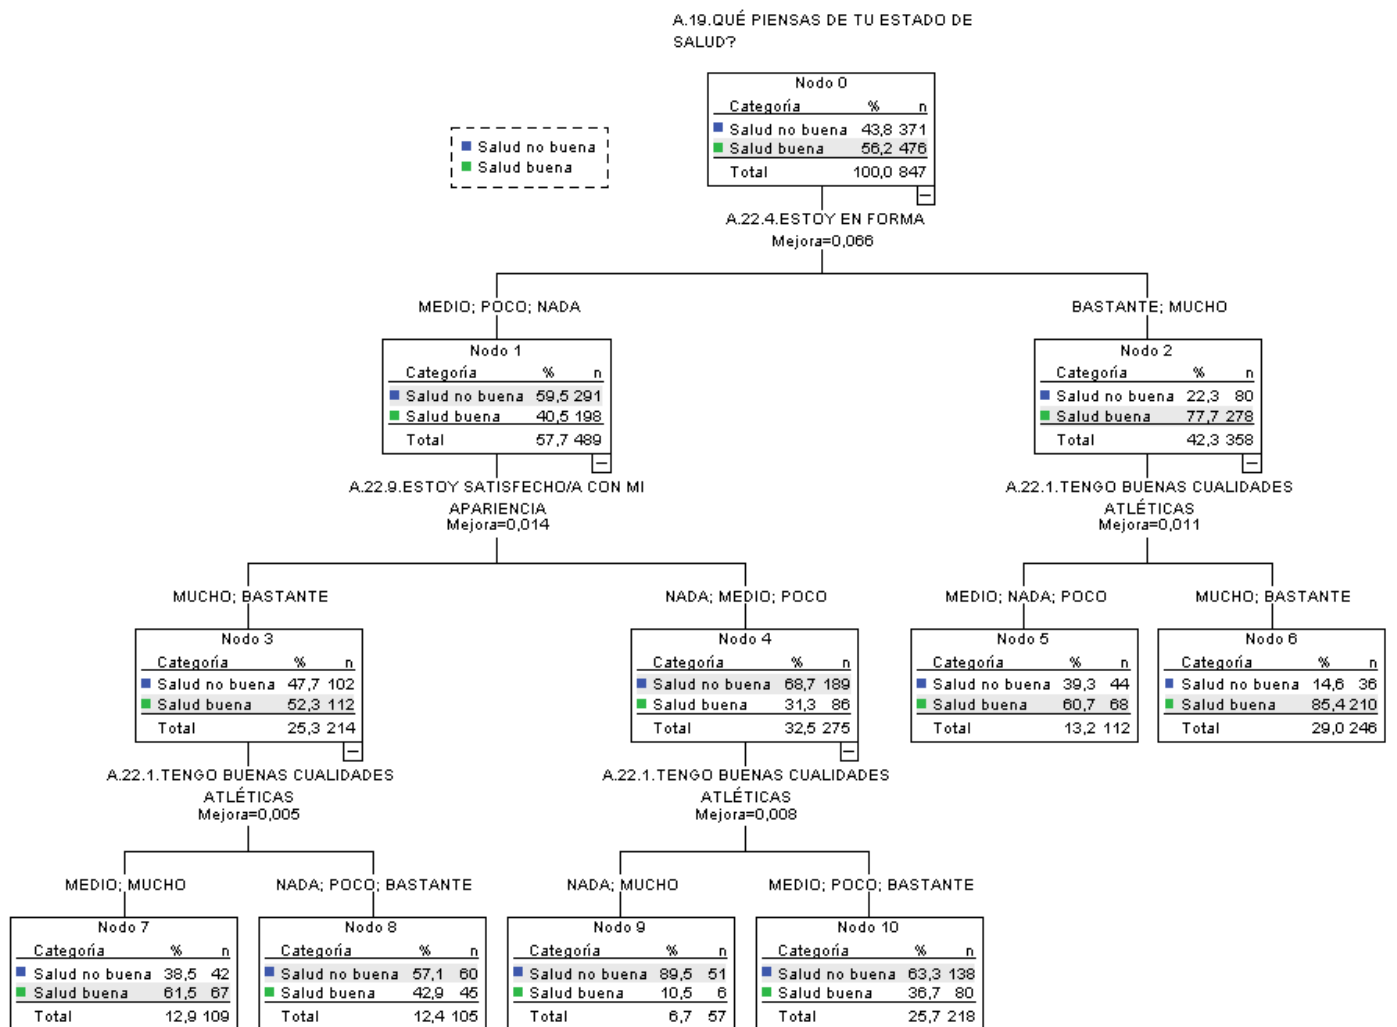 A.19.QUÉ PIENSAS DE TU ESTADO DE
SALUD?
Salud no buena
Salud buena
Nodo 0
Categoría % n
Salud no buena 43,8 371
Salud buena 56,2 476
Total 100,0 847
A.22.4.ESTOY EN FORMA
Mejora=0,066
MEDIO; POCO; NADA
BASTANTE; MUCHO
Nodo 1
Categoría % n
Salud no buena 59,5 291
Salud buena 40,5 198
Total 57,7 489
Nodo 2
Categoría % n
Salud no buena 22,3 80
Salud buena 77,7 278
Total 42,3 358
A.22.9.ESTOY SATISFECHO/A CON MI
APARIENCIA
Mejora=0,014
A.22.1.TENGO BUENAS CUALIDADES
ATLÉTICAS
Mejora=0,011
MUCHO; BASTANTE
NADA; MEDIO; POCO
MEDIO; NADA; POCO
MUCHO; BASTANTE
Nodo 3
Categoría % n
Salud no buena 47,7 102
Salud buena 52,3 112
Total 25,3 214
Nodo 4
Categoría % n
Salud no buena 68,7 189
Salud buena 31,3 86
Total 32,5 275
Nodo 5
Categoría % n
Salud no buena 39,3 44
Salud buena 60,7 68
Total 13,2 112
Nodo 6
Categoría % n
Salud no buena 14,6 36
Salud buena 85,4 210
Total 29,0 246
A.22.1.TENGO BUENAS CUALIDADES
ATLÉTICAS
Mejora=0,005
A.22.1.TENGO BUENAS CUALIDADES
ATLÉTICAS
Mejora=0,008
MEDIO; MUCHO
NADA; POCO; BASTANTE
NADA; MUCHO
MEDIO; POCO; BASTANTE
Nodo 7
Categoría % n
Salud no buena 38,5 42
Salud buena 61,5 67
Total 12,9 109
Nodo 8
Categoría % n
Salud no buena 57,1 60
Salud buena 42,9 45
Total 12,4 105
Nodo 9
Categoría % n
Salud no buena 89,5 51
Salud buena 10,5 6
Total 6,7 57
Nodo 10
Categoría % n
Salud no buena 63,3 138
Salud buena 36,7 80
Total 25,7 218